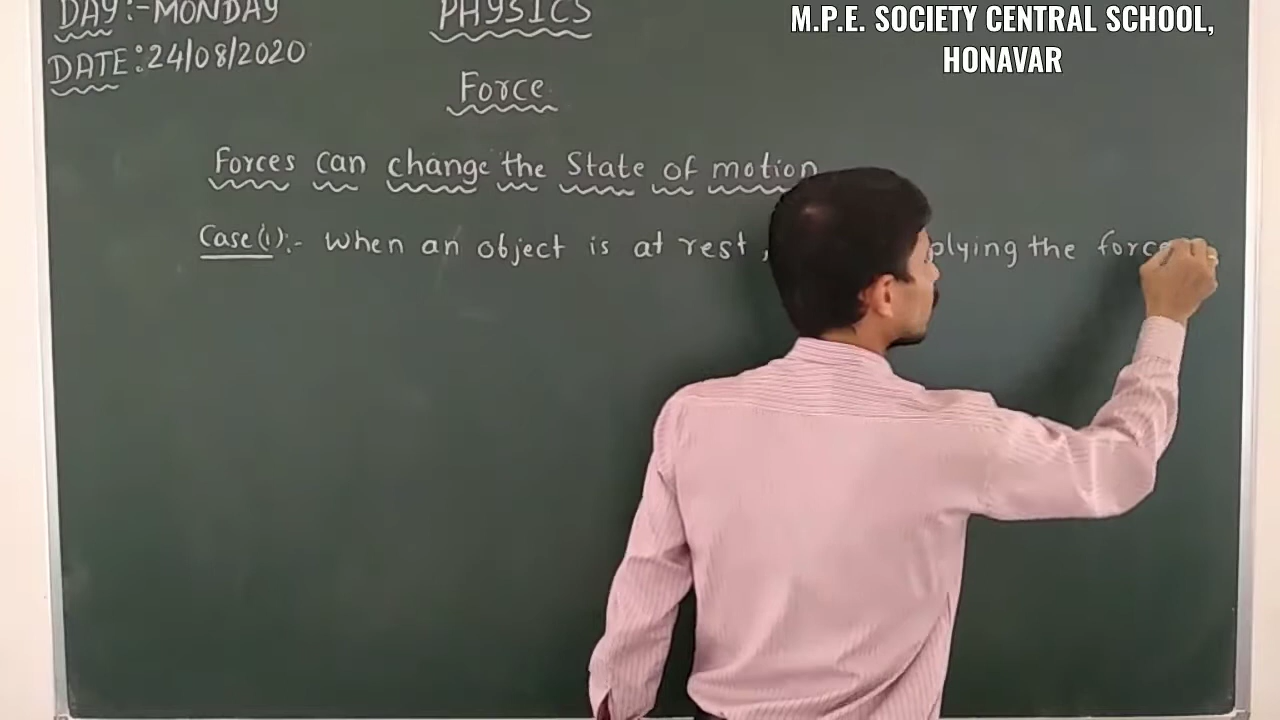 DAY:-MONDAY
PHYSICS
M.P.E. SOCIETY CENTRAL SCHOOL,
HONAVAR
DATE:24/08/2020
Force
Forces can change the State of motion
Case(1):- When an object is at rest, the force